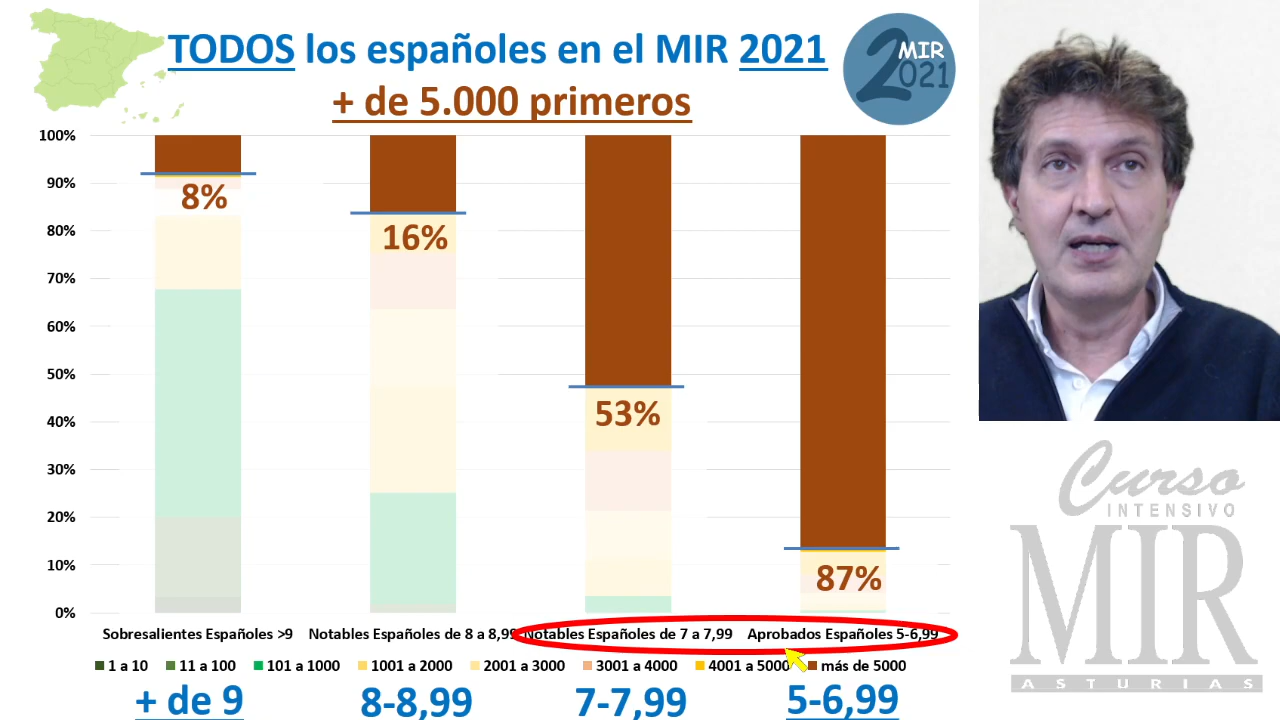 TODOS los españoles en el MIR 2021
+ de 5.000 primeros
2021 MIR
100%
90%
80%
70%
60%
50%
40%
30%
20%
10%
0%
8%
16%
53%
87%
Sobresalientes Españoles >9 Notables Españoles de 8 a 8,99 Notables Españoles de 7 a 7,99 Aprobados Españoles 5-6,99
1 a 10 11 a 100 101 a 1000 1001 a 2000 2001 a 3000 3001 a 4000 4001 a 5000 más de 5000
+ de 9 8-8,99 7-7,99 5-6,99
Curso
INTENSIVO
MIR
ASTURIAS